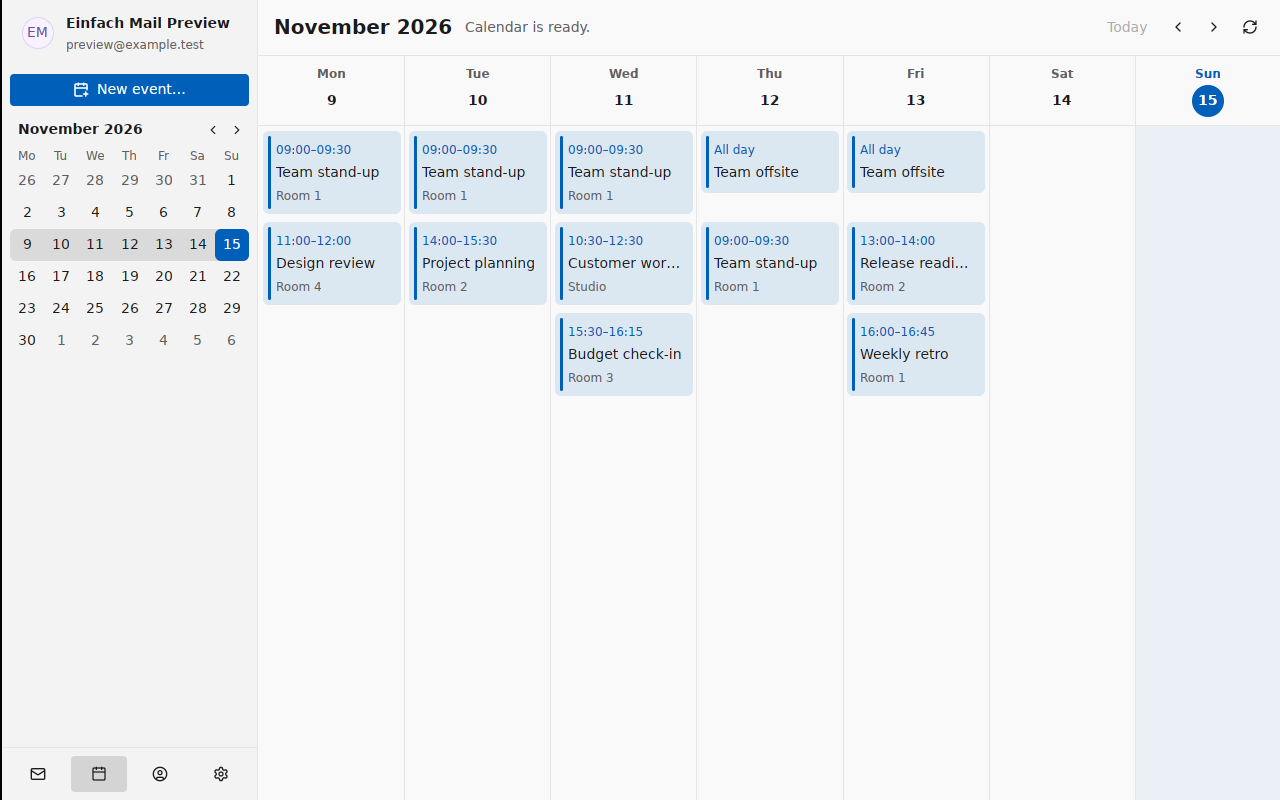 EM
Einfach Mail Preview
preview@example.test
New event...
November 2026
Mo Tu We Th Fr Sa Su
26 27 28 29 30 31 1
2 3 4 5 6 7 8
9 10 11 12 13 14 15
16 17 18 19 20 21 22
23 24 25 26 27 28 29
30 1 2 3 4 5 6
November 2026 Calendar is ready. Today
Mon Tue Wed Thu Fri Sat Sun
9 10 11 12 13 14 15
09:00–09:30
Team stand-up
Room 1
11:00–12:00
Design review
Room 4
09:00–09:30
Team stand-up
Room 1
14:00–15:30
Project planning
Room 2
09:00–09:30
Team stand-up
Room 1
10:30–12:30
Customer wor...
Studio
15:30–16:15
Budget check-in
Room 3
All day
Team offsite
09:00–09:30
Team stand-up
Room 1
All day
Team offsite
13:00–14:00
Release readi...
Room 2
16:00–16:45
Weekly retro
Room 1